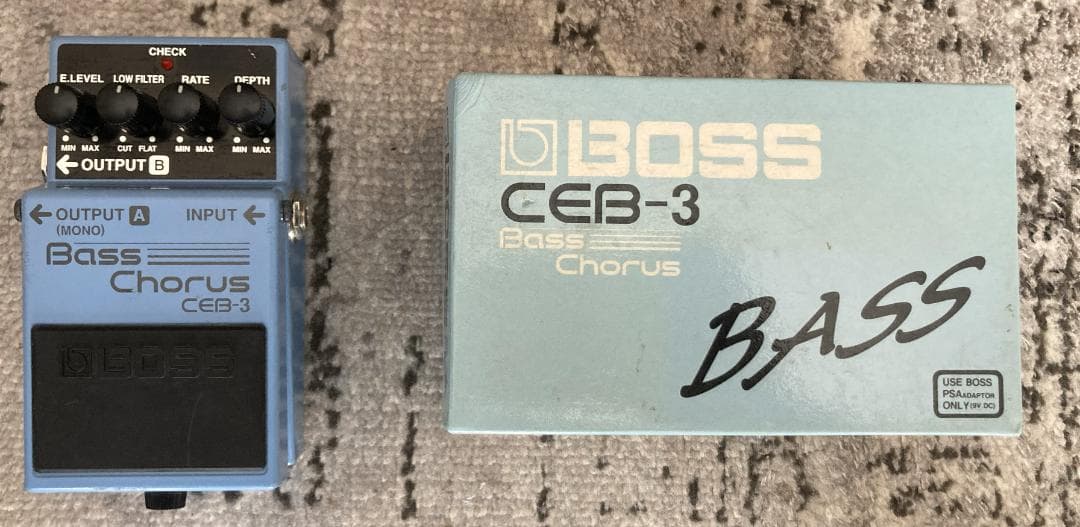 CHECK
E.LEVEL LOW FILTER RATE DEPTH
MIN MAX CUT FLAT MIN MAX MIN MAX
← OUTPUT B
← OUTPUT A INPUT ←
(MONO)
Bass
Chorus
CEB-3
BOSS
BOSS
CEB-3
Bass
Chorus
BASS
USE BOSS
PSA ADAPTOR
ONLY (9V DC)